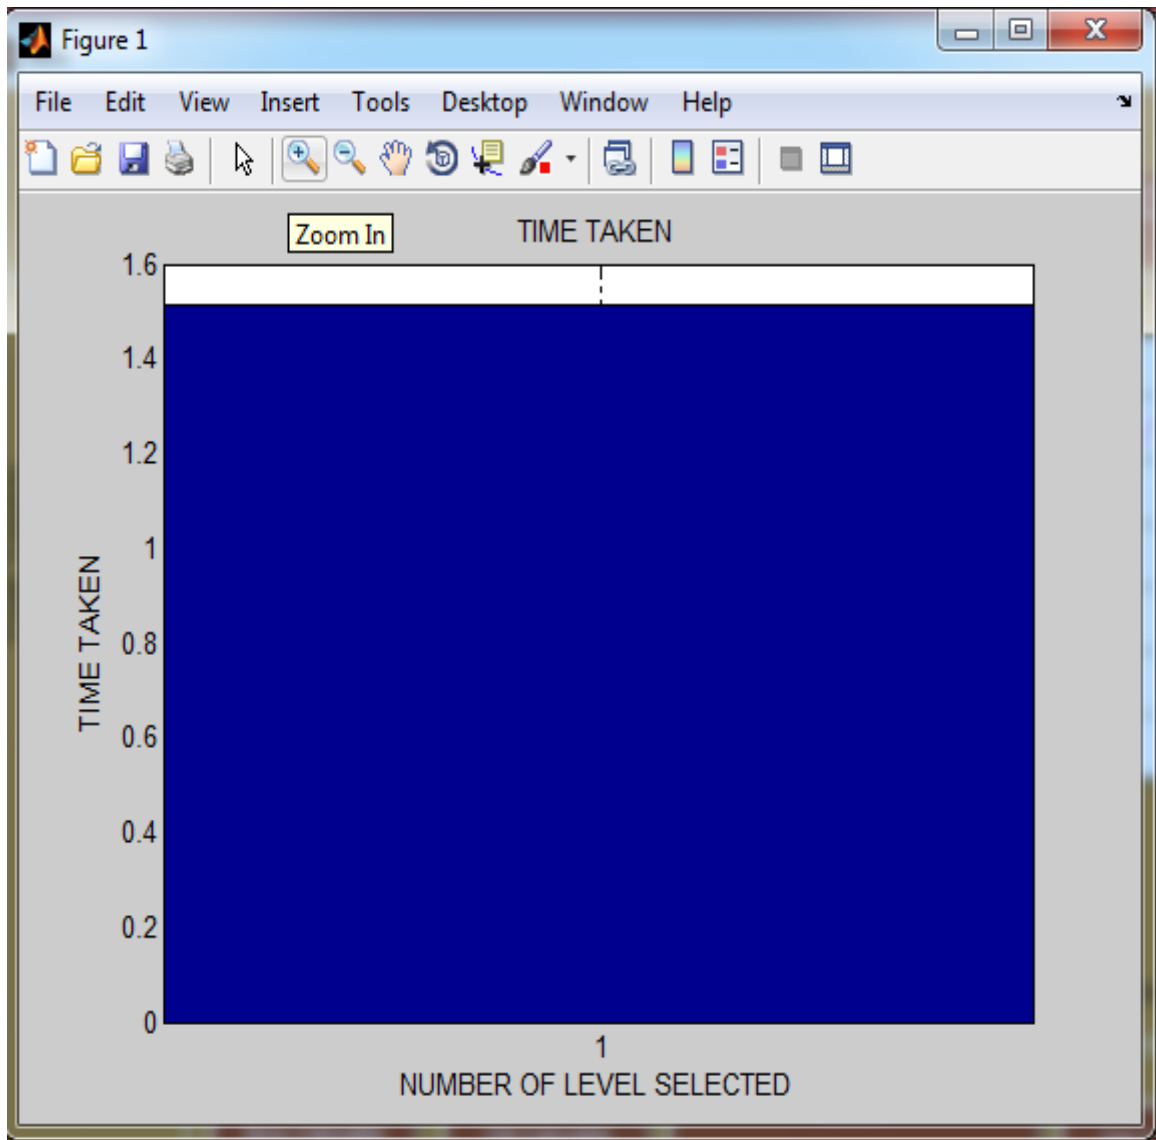 Figure 1
File Edit View Insert Tools Desktop Window Help
Zoom In
TIME TAKEN
1.6
1.4
1.2
1
0.8
0.6
0.4
0.2
0
TIME TAKEN
1
NUMBER OF LEVEL SELECTED